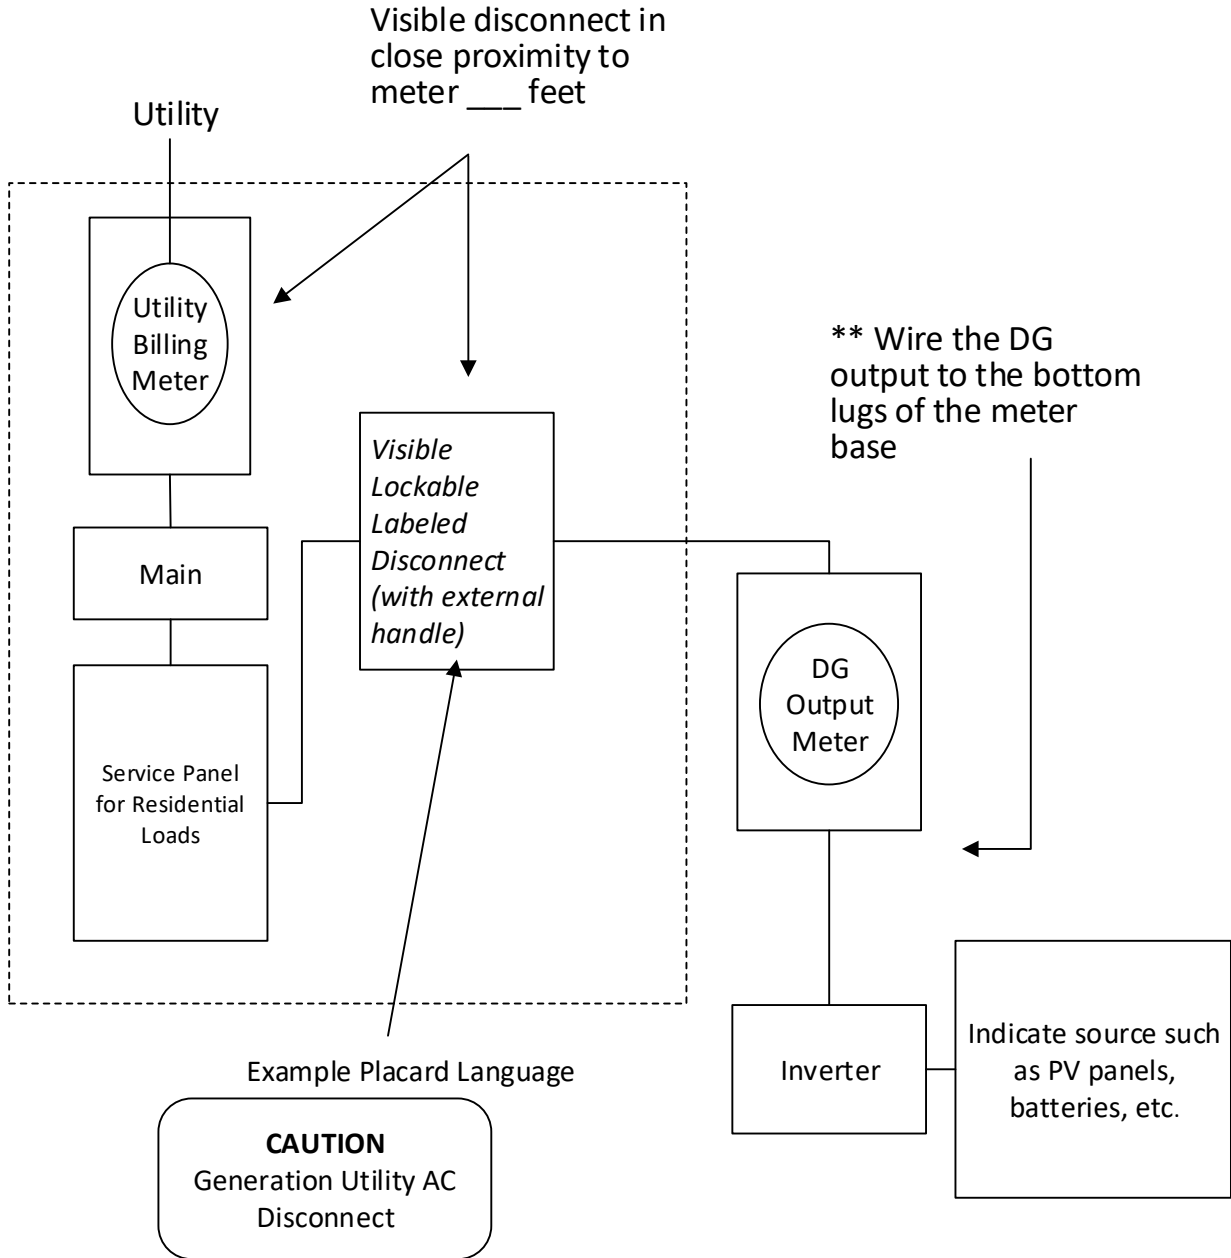 Visible disconnect in
close proximity to
meter ___ feet
Utility
Utility
Billing
Meter
** Wire the DG
output to the bottom
lugs of the meter
base
Visible
Lockable
Labeled
Disconnect
(with external
handle)
Main
DG
Output
Meter
Service Panel
for Residential
Loads
Indicate source such
as PV panels,
batteries, etc.
Inverter
Example Placard Language
CAUTION
Generation Utility AC
Disconnect